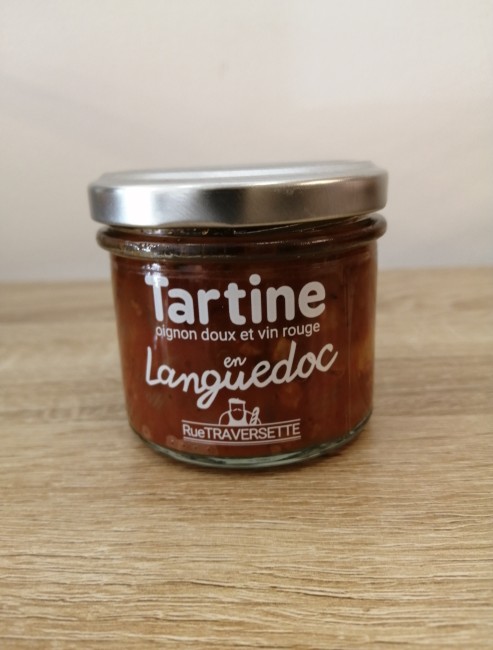 Tartine
oignon doux et vin rouge
en
Languedoc
RueTRAVERSETTE